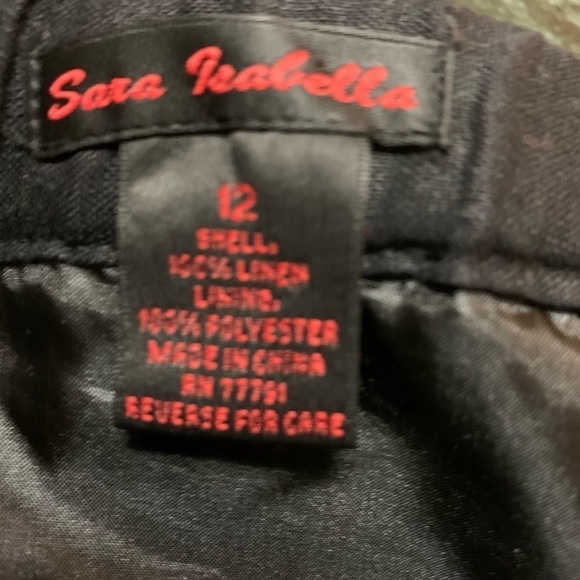 Sara Isabella
12
SHELL:
100% LINEN
LINING:
100% POLYESTER
MADE IN CHINA
RN 77791
REVERSE FOR CARE